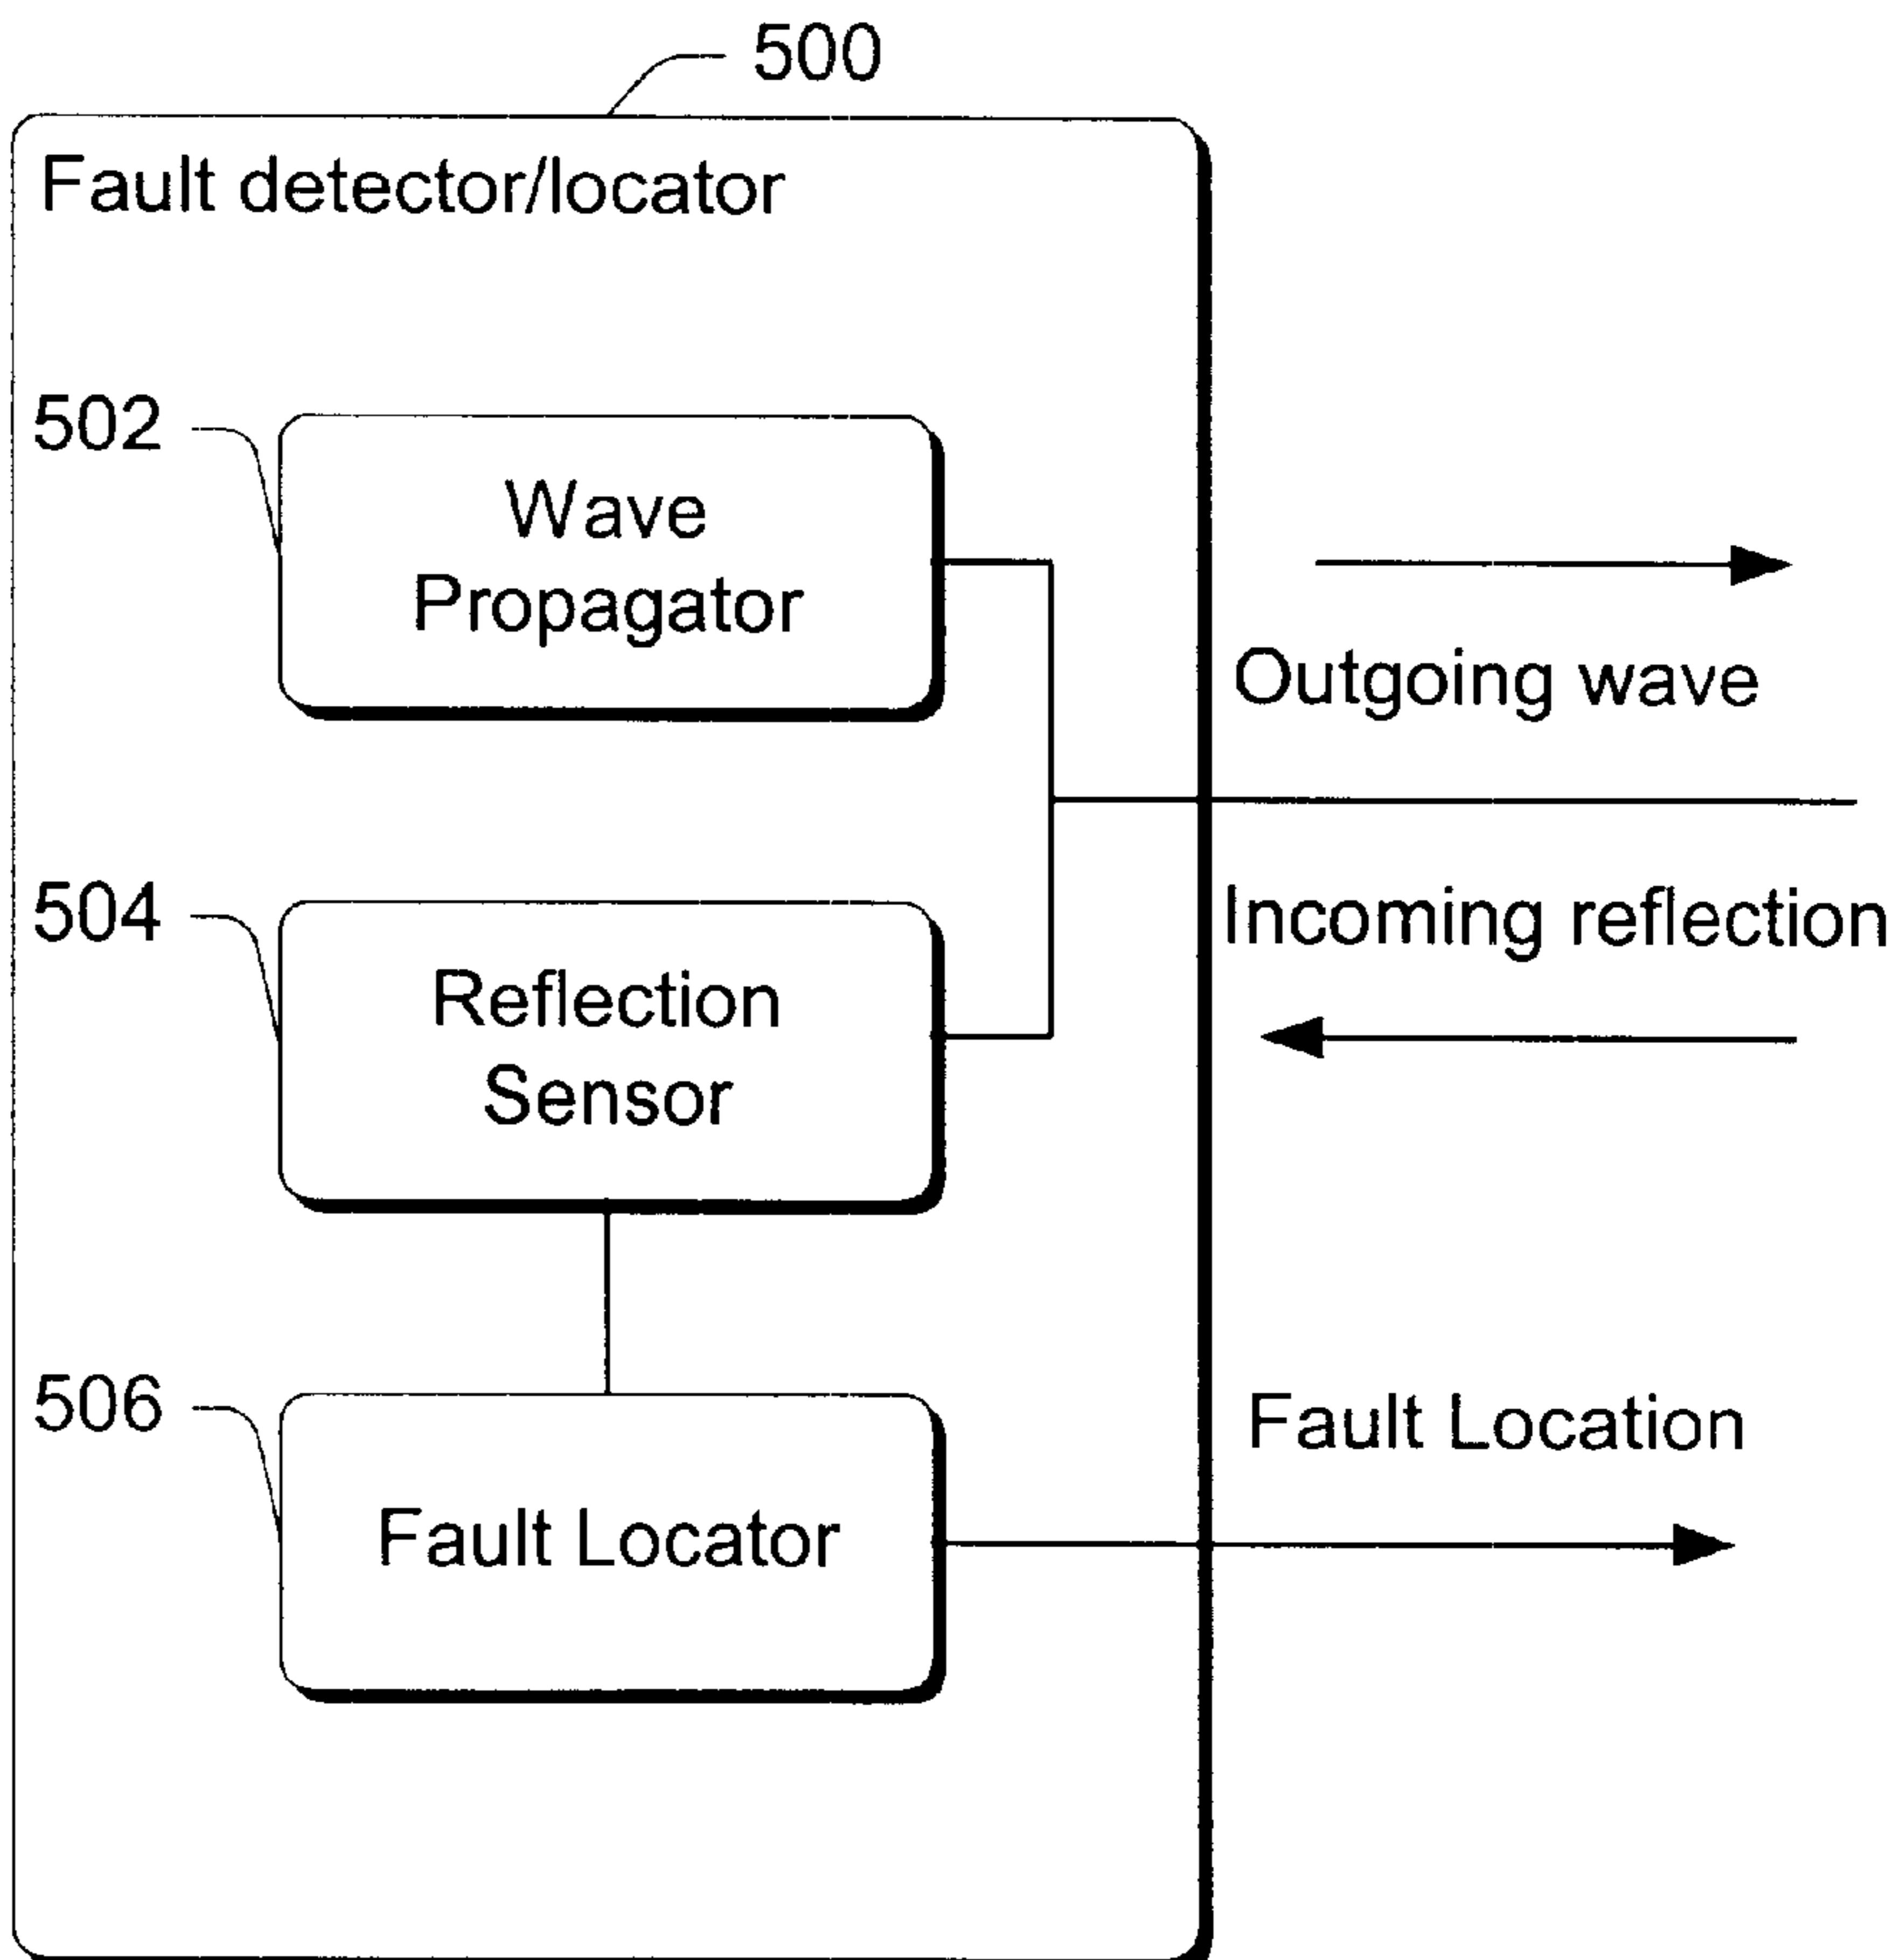 500
Fault detector/locator
502
Wave
Propagator
Outgoing wave
504
Incoming reflection
Reflection
Sensor
506
Fault Location
Fault Locator